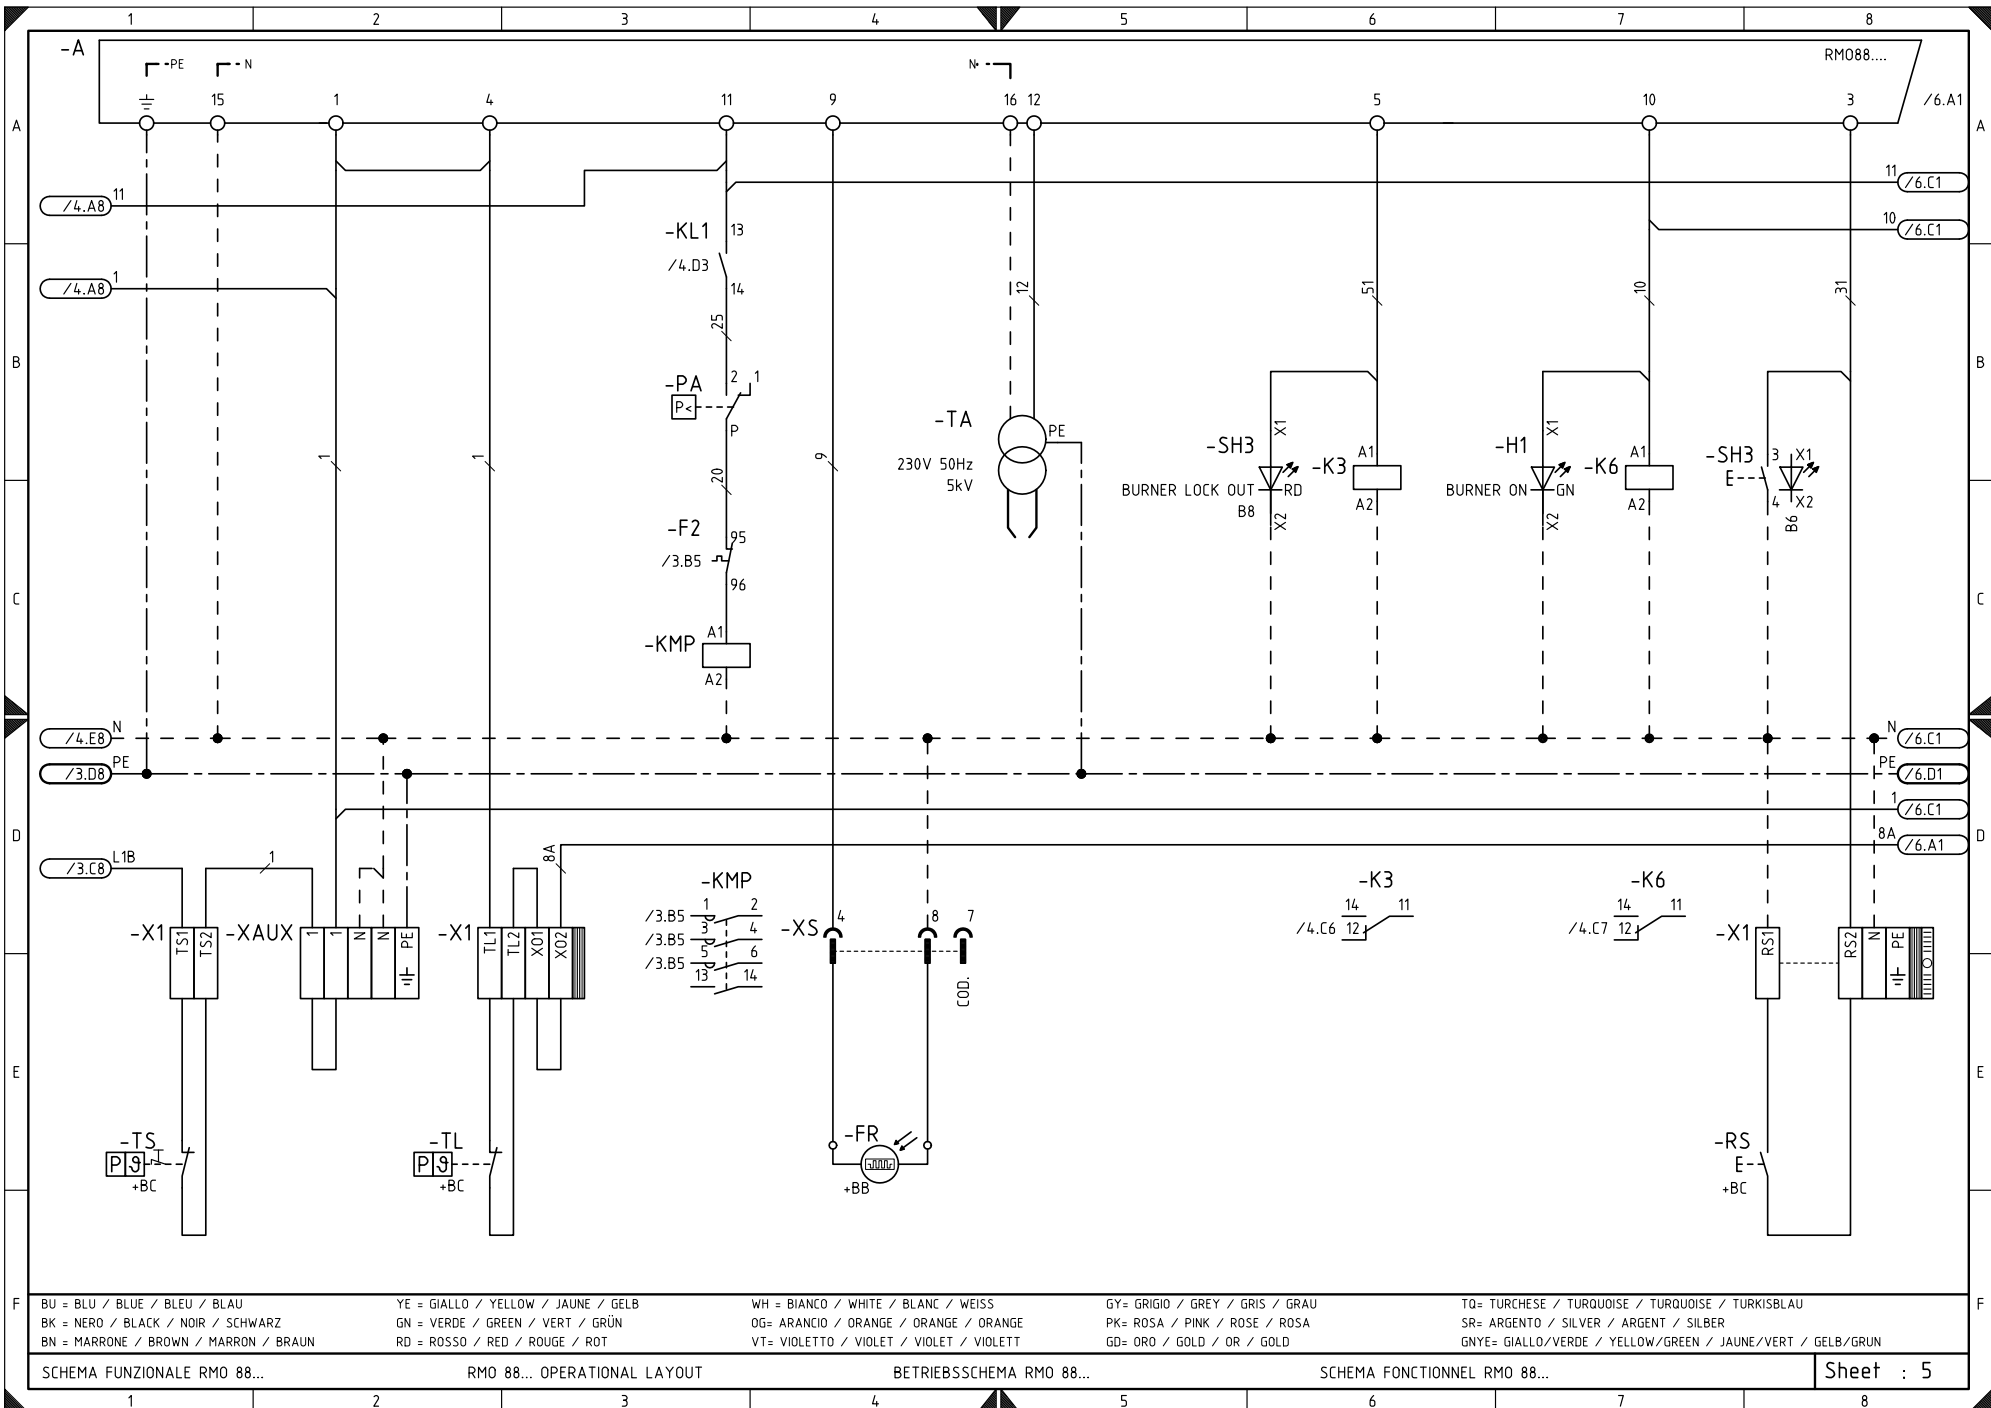 1 2 3 4 5 6 7 8
-A
PE
N
N
RMO88....
15 1 4 11 9 16 12 5 10 3
/6.A1
A
A
11
/6.C1
/4.A8
11
10
/6.C1
-KL1
13
/4.D3
14
/4.A8
1
12
51
10
31
25
B
B
-PA
2
1
P<
P
-TA
PE
230V 50Hz
5kV
1
1
20
9
-SH3
X1
BURNER LOCK OUT
RD
B8
X2
-K3
A1
A2
-H1
X1
BURNER ON
GN
X2
-K6
A1
A2
-SH3
3
X1
E
4
X2
B6
-F2
95
/3.B5
96
C
C
-KMP
A1
A2
/4.E8
N
N
/6.C1
/3.D8
PE
PE
/6.D1
1
/6.C1
D
D
8A
/6.A1
/3.C8
L1B
1
8A
-X1
TS1
TS2
-XAUX
1
1
N
N
PE
-X1
TL1
TL2
XO1
XO2
-KMP
/3.B5
1
2
/3.B5
3
4
/3.B5
5
6
13
14
-XS
4
8
7
COD.
-K3
14
11
/4.C6
12
-K6
14
11
/4.C7
12
-X1
RS1
RS2
N
PE
E
E
-TS
P
ϑ
+BC
-TL
P
ϑ
+BC
-FR
+BB
-RS
E
+BC
F
F
BU = BLU / BLUE / BLEU / BLAU
YE = GIALLO / YELLOW / JAUNE / GELB
WH = BIANCO / WHITE / BLANC / WEISS
GY= GRIGIO / GREY / GRIS / GRAU
TQ= TURCHESE / TURQUOISE / TURQUOISE / TURKISBLAU
BK = NERO / BLACK / NOIR / SCHWARZ
GN = VERDE / GREEN / VERT / GRÜN
OG= ARANCIO / ORANGE / ORANGE / ORANGE
PK= ROSA / PINK / ROSE / ROSA
SR= ARGENTO / SILVER / ARGENT / SILBER
BN = MARRONE / BROWN / MARRON / BRAUN
RD = ROSSO / RED / ROUGE / ROT
VT= VIOLETTO / VIOLET / VIOLET / VIOLETT
GD= ORO / GOLD / OR / GOLD
GNYE= GIALLO/VERDE / YELLOW/GREEN / JAUNE/VERT / GELB/GRUN
SCHEMA FUNZIONALE RMO 88...
RMO 88... OPERATIONAL LAYOUT
BETRIEBSSCHEMA RMO 88...
SCHEMA FONCTIONNEL RMO 88...
Sheet : 5
1 2 3 4 5 6 7 8